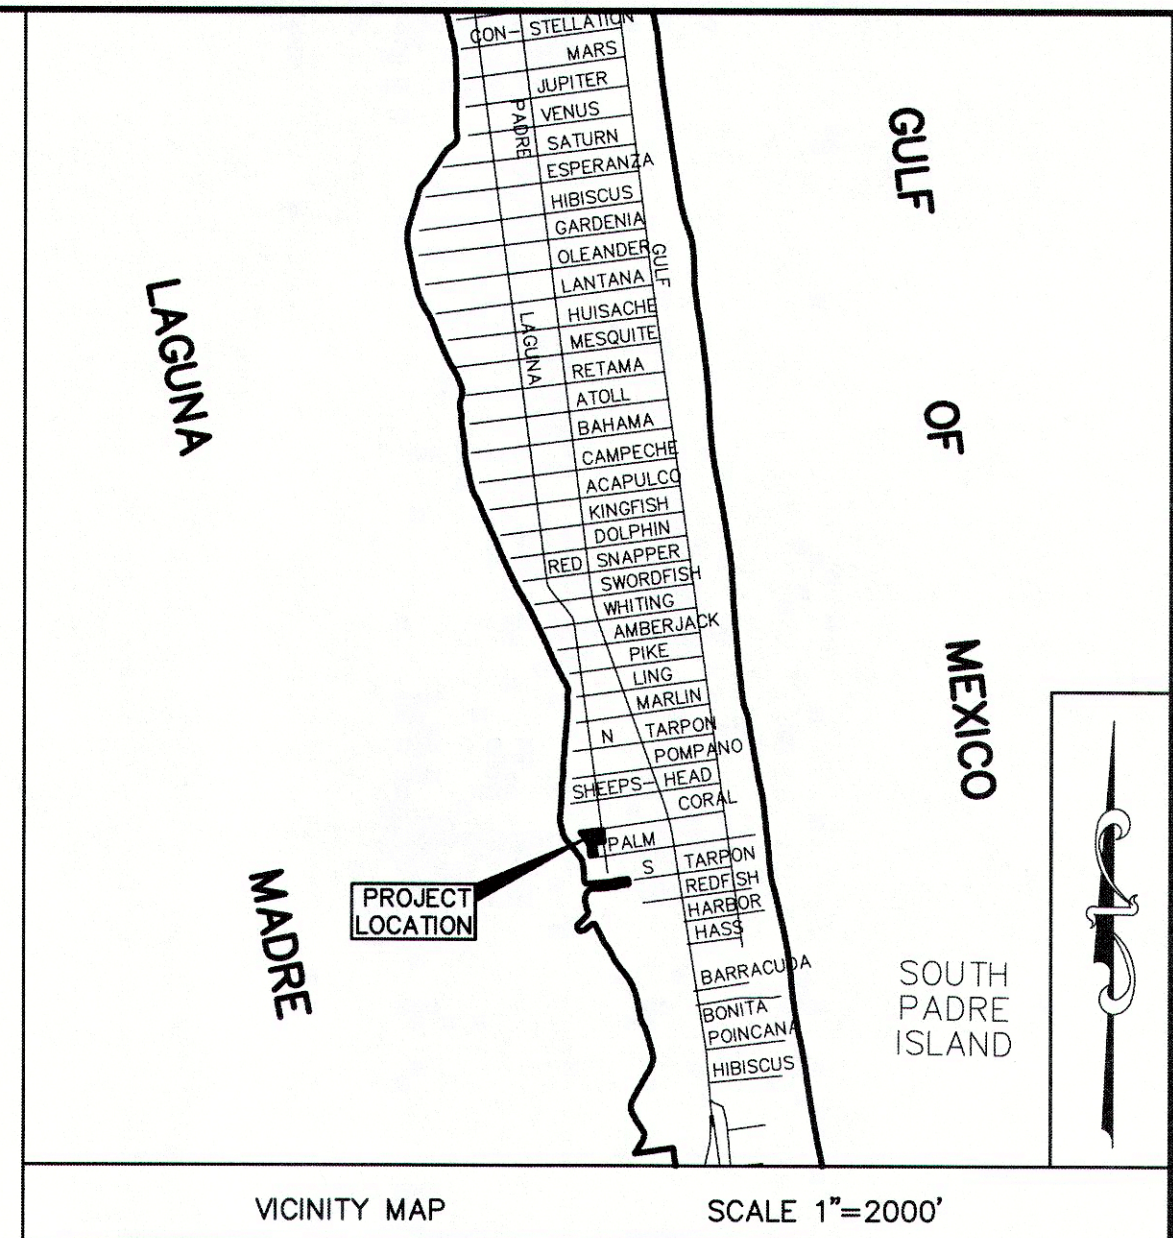 CON- STELLATION
MARS
JUPITER
PADRE
VENUS
SATURN
ESPERANZA
HIBISCUS
GARDENIA
OLEANDER
GULF
LANTANA
LAGUNA
HUISACHE
MESQUITE
RETAMA
ATOLL
BAHAMA
CAMPECHE
ACAPULCO
KINGFISH
DOLPHIN
RED SNAPPER
SWORDFISH
WHITING
AMBERJACK
PIKE
LING
MARLIN
N TARPON
POMPANO
SHEEPS- HEAD
CORAL
PALM
S TARPON
REDFISH
HARBOR
HASS
BARRACUDA
BONITA
POINCANA
HIBISCUS
LAGUNA
MADRE
GULF
OF
MEXICO
PROJECT
LOCATION
SOUTH
PADRE
ISLAND
VICINITY MAP
SCALE 1"=2000'